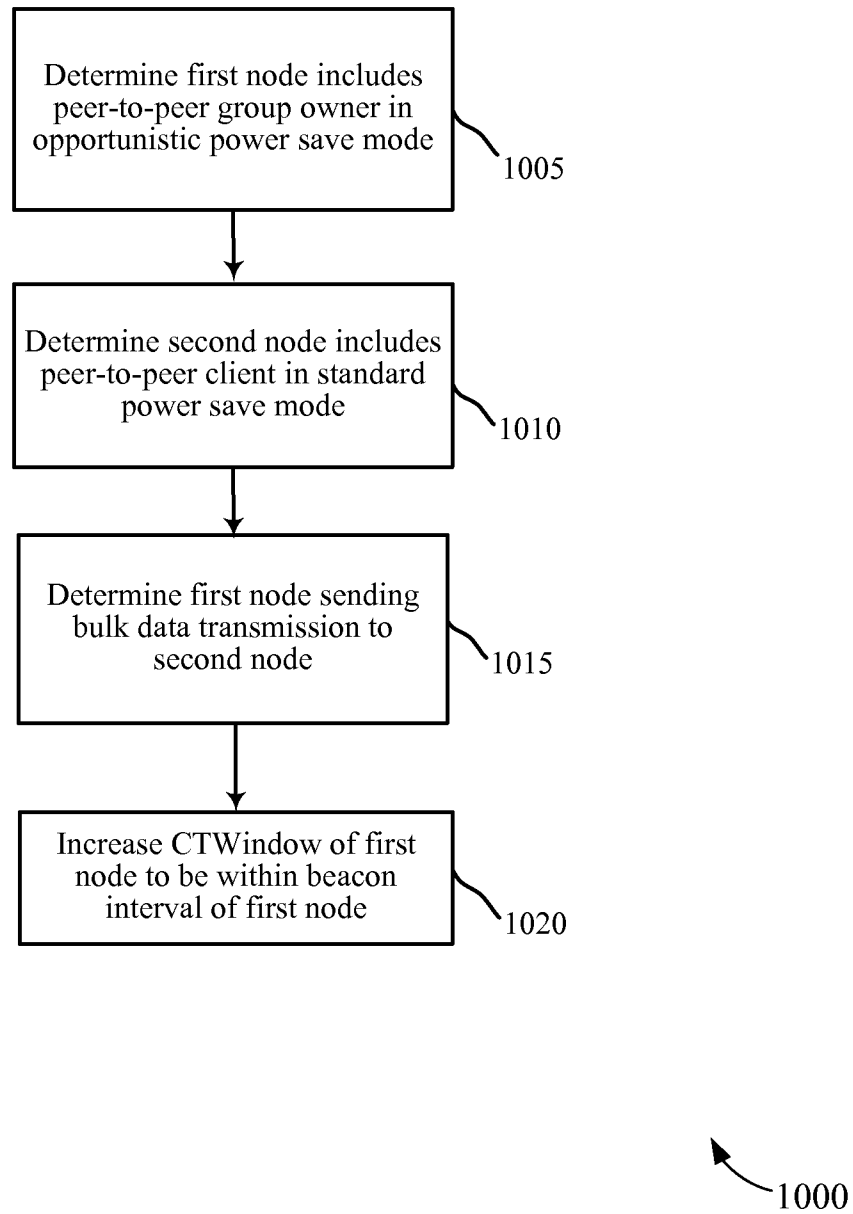 Determine first node includes
peer-to-peer group owner in
opportunistic power save mode
1005
Determine second node includes
peer-to-peer client in standard
power save mode
1010
Determine first node sending
bulk data transmission to
second node
1015
Increase CTWindow of first
node to be within beacon
interval of first node
1020
1000